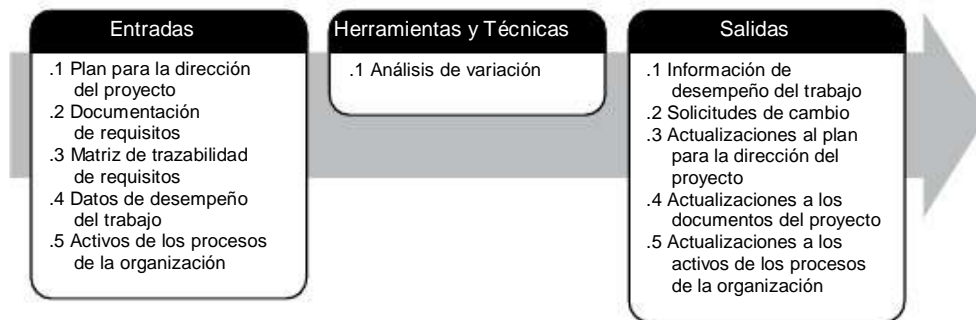 Entradas
.1 Plan para la dirección
del proyecto
.2 Documentación
de requisitos
.3 Matriz de trazabilidad
de requisitos
.4 Datos de desempeño
del trabajo
.5 Activos de los procesos
de la organización
Herramientas y Técnicas
.1 Análisis de variación
Salidas
.1 Información de
desempeño del trabajo
.2 Solicitudes de cambio
.3 Actualizaciones al plan
para la dirección del
proyecto
.4 Actualizaciones a los
documentos del proyecto
.5 Actualizaciones a los
activos de los procesos
de la organización